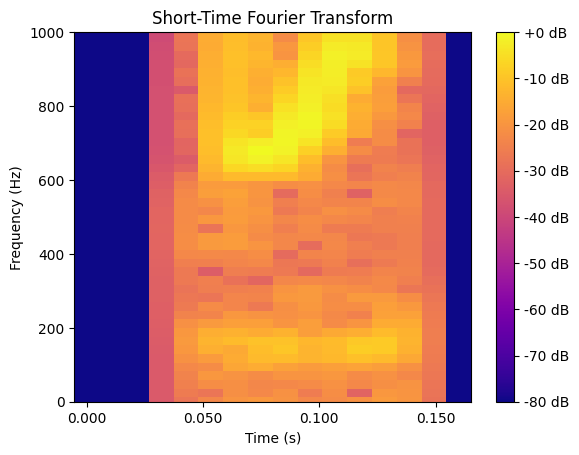 Short-Time Fourier Transform
1000
800
600
400
200
0
Frequency (Hz)
0.000
0.050
0.100
0.150
Time (s)
+0 dB
-10 dB
-20 dB
-30 dB
-40 dB
-50 dB
-60 dB
-70 dB
-80 dB